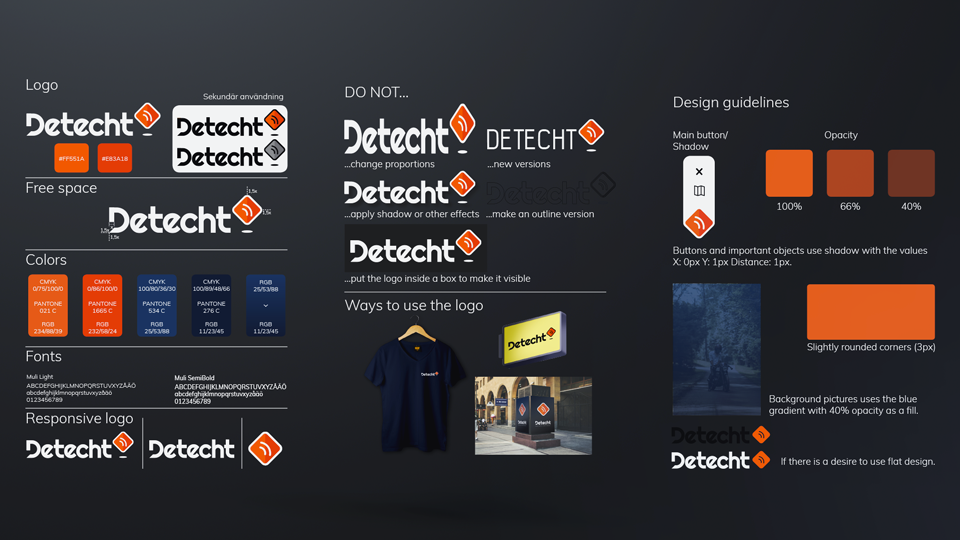 Logo
Sekundär användning
Detecht
#FF551A
#EB3A18
Detecht
Detecht
Free space
1,5x
1,5x
Detecht
1,5x
1,5x
Colors
CMYK
0/75/100/0
PANTONE
021 C
RGB
234/88/39
CMYK
0/86/100/0
PANTONE
1665 C
RGB
232/58/24
CMYK
100/80/36/30
PANTONE
534 C
RGB
25/53/88
CMYK
100/89/48/66
PANTONE
276 C
RGB
11/23/45
RGB
25/53/88
RGB
11/23/45
Fonts
Muli Light
ABCDEFGHIJKLMNOPQRSTUVXYZÅÄÖ
abcdefghijklmnopqrstuvxyzåäö
0123456789
Muli SemiBold
ABCDEFGHIJKLMNOPQRSTUVXYZÅÄÖ
abcdefghijklmnopqrstuvxyzåäö
0123456789
Responsive logo
Detecht
Detecht
DO NOT...
Detecht
...change proportions
DETECHT
...new versions
Detecht
...apply shadow or other effects
Detecht
...make an outline version
Detecht
...put the logo inside a box to make it visible
Ways to use the logo
Detecht
Detecht
Detecht
Detecht
Design guidelines
Main button/
Shadow
Opacity
100%
66%
40%
Buttons and important objects use shadow with the values
X: 0px Y: 1px Distance: 1px.
Slightly rounded corners (3px)
Background pictures uses the blue
gradient with 40% opacity as a fill.
Detecht
Detecht
If there is a desire to use flat design.